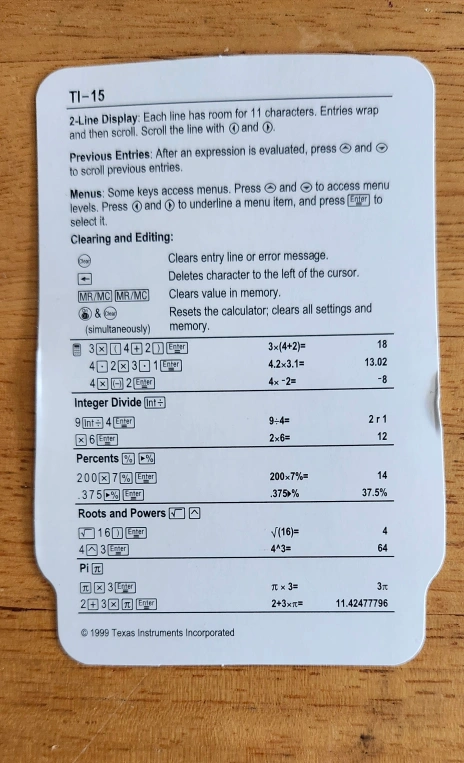 TI-15
2-Line Display: Each line has room for 11 characters. Entries wrap
and then scroll. Scroll the line with ◀ and ▶.
Previous Entries: After an expression is evaluated, press ▲ and ▼
to scroll previous entries.
Menus: Some keys access menus. Press ▲ and ▼ to access menu
levels. Press ◀ and ▶ to underline a menu item, and press Enter to
select it.
Clearing and Editing:
Clear Clears entry line or error message.
← Deletes character to the left of the cursor.
MR/MC MR/MC Clears value in memory.
& Clear Resets the calculator; clears all settings and
(simultaneously) memory.
3 × ( 4 + 2 ) Enter 3×(4+2)= 18
4 . 2 × 3 . 1 Enter 4.2×3.1= 13.02
4 × (–) 2 Enter 4× -2= -8
Integer Divide Int÷
9 Int÷ 4 Enter 9÷4= 2 r 1
× 6 Enter 2×6= 12
Percents % ▶%
200 × 7 % Enter 200×7%= 14
.375 ▶% Enter .375▶% 37.5%
Roots and Powers √ ^
√ 16 ) Enter √(16)= 4
4 ^ 3 Enter 4^3= 64
Pi π
π × 3 Enter π × 3= 3π
2 + 3 × π Enter 2+3×π= 11.42477796
© 1999 Texas Instruments Incorporated